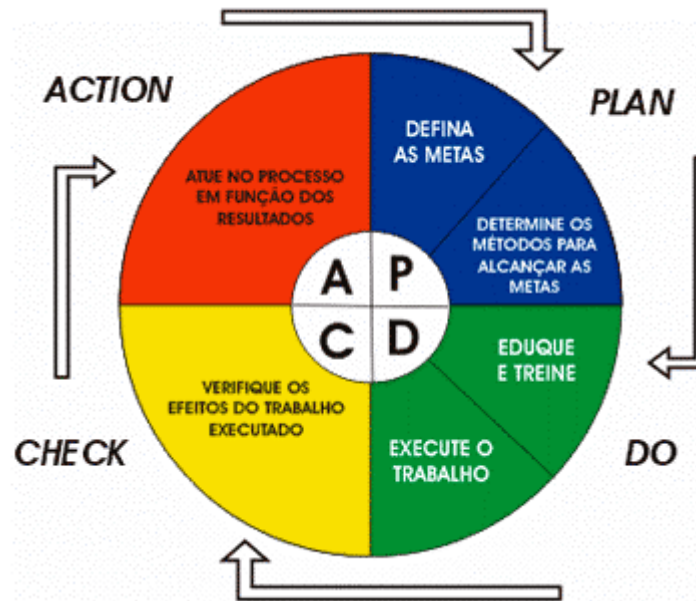 ACTION
PLAN
DEFINA
AS METAS
ATUE NO PROCESSO
EM FUNÇÃO DOS
RESULTADOS
DETERMINE OS
MÉTODOS PARA
ALCANÇAR AS
METAS
A P
C D
EDUQUE
E TREINE
VERIFIQUE OS
EFEITOS DO TRABALHO
EXECUTADO
EXECUTE O
TRABALHO
CHECK
DO